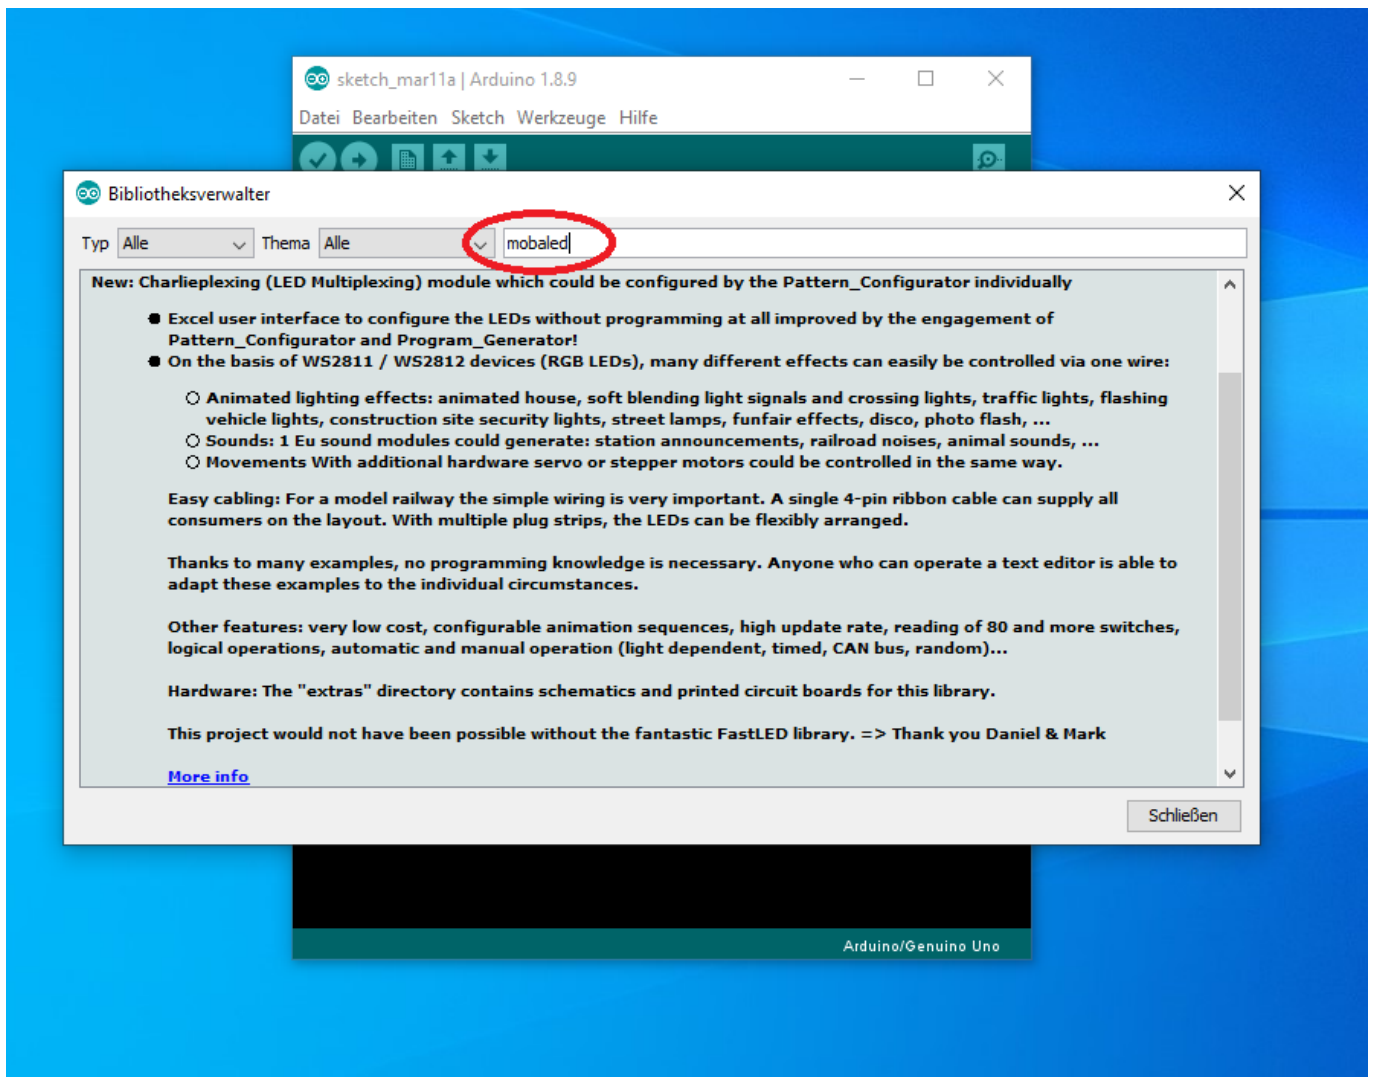 sketch_mar11a | Arduino 1.8.9
Datei Bearbeiten Sketch Werkzeuge Hilfe
Bibliotheksverwalter
Typ Alle Thema Alle mobaled
New: Charlieplexing (LED Multiplexing) module which could be configured by the Pattern_Configurator individually
Excel user interface to configure the LEDs without programming at all improved by the engagement of
Pattern_Configurator and Program_Generator!
On the basis of WS2811 / WS2812 devices (RGB LEDs), many different effects can easily be controlled via one wire:
Animated lighting effects: animated house, soft blending light signals and crossing lights, traffic lights, flashing
vehicle lights, construction site security lights, street lamps, funfair effects, disco, photo flash, ...
Sounds: 1 Eu sound modules could generate: station announcements, railroad noises, animal sounds, ...
Movements With additional hardware servo or stepper motors could be controlled in the same way.
Easy cabling: For a model railway the simple wiring is very important. A single 4-pin ribbon cable can supply all
consumers on the layout. With multiple plug strips, the LEDs can be flexibly arranged.
Thanks to many examples, no programming knowledge is necessary. Anyone who can operate a text editor is able to
adapt these examples to the individual circumstances.
Other features: very low cost, configurable animation sequences, high update rate, reading of 80 and more switches,
logical operations, automatic and manual operation (light dependent, timed, CAN bus, random)...
Hardware: The "extras" directory contains schematics and printed circuit boards for this library.
This project would not have been possible without the fantastic FastLED library. => Thank you Daniel & Mark
More info
Schließen
Arduino/Genuino Uno